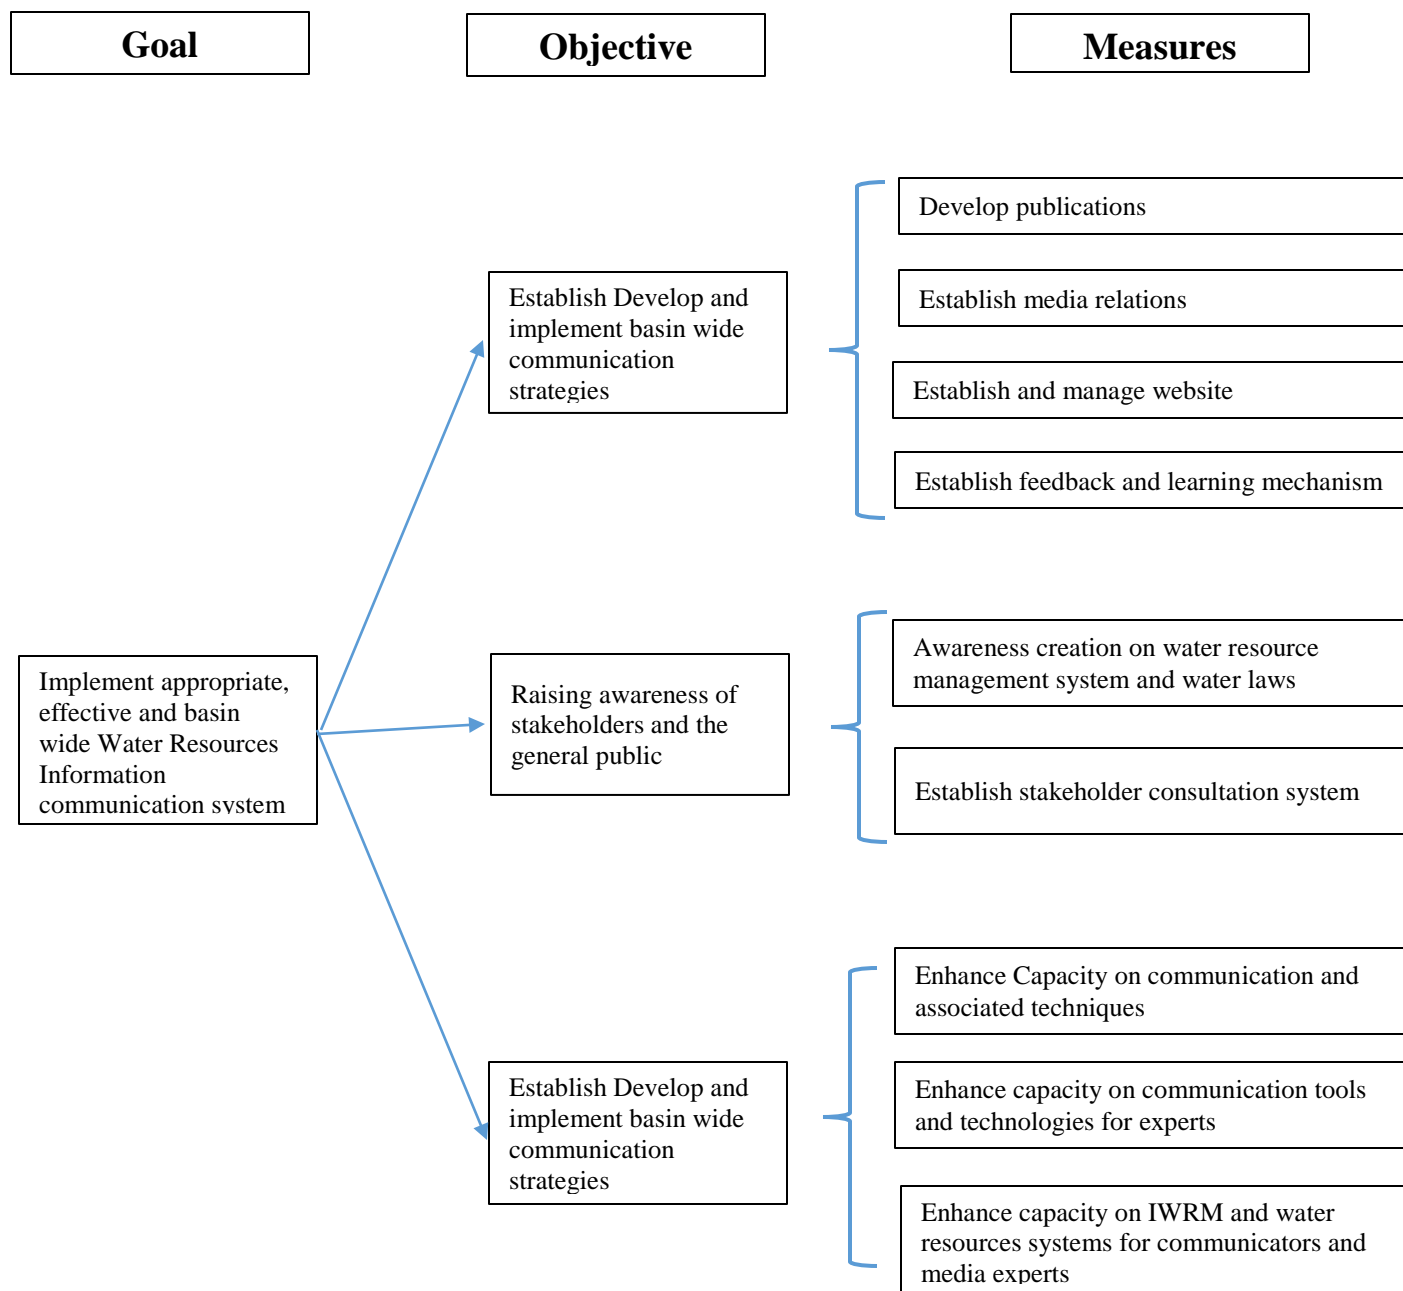 Goal
Objective
Measures
Develop publications
Establish media relations
Establish and manage website
Establish feedback and learning mechanism
Establish Develop and
implement basin wide
communication
strategies
Implement appropriate,
effective and basin
wide Water Resources
Information
communication system
Raising awareness of
stakeholders and the
general public
Awareness creation on water resource
management system and water laws
Establish stakeholder consultation system
Establish Develop and
implement basin wide
communication
strategies
Enhance Capacity on communication and
associated techniques
Enhance capacity on communication tools
and technologies for experts
Enhance capacity on IWRM and water
resources systems for communicators and
media experts